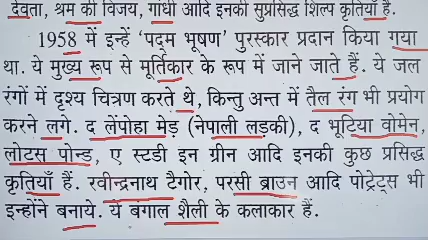 देवता, श्रम की विजय, गांधी आदि इनकी सुप्रसिद्ध शिल्प कृतियाँ हैं.
1958 में इन्हें 'पद्म भूषण' पुरस्कार प्रदान किया गया
था. ये मुख्य रूप से मूर्तिकार के रूप में जाने जाते हैं. ये जल
रंगों में दृश्य चित्रण करते थे, किन्तु अन्त में तैल रंग भी प्रयोग
करने लगे. द लेंपोहा मेड़ (नेपाली लड़की), द भूटिया वोमेन,
लोटस पोन्ड, ए स्टडी इन ग्रीन आदि इनकी कुछ प्रसिद्ध
कृतियाँ हैं. रवीन्द्रनाथ टैगोर, परसी ब्राउन आदि पोट्रेट्स भी
इन्होंने बनाये. ये बगाल शैली के कलाकार हैं.